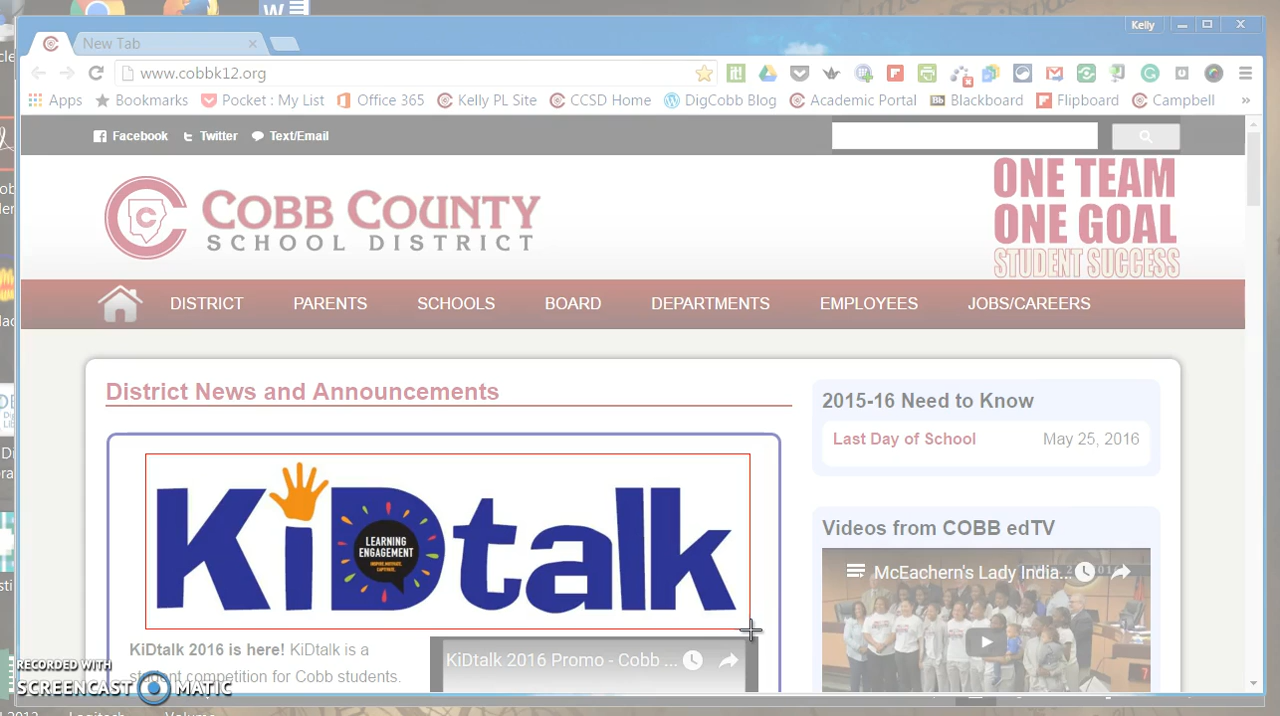 Kelly
New Tab
www.cobbk12.org
Apps Bookmarks Pocket : My List Office 365 Kelly PL Site CCSD Home DigCobb Blog Academic Portal Blackboard Flipboard Campbell »
Facebook Twitter Text/Email
COBB COUNTY
SCHOOL DISTRICT
ONE TEAM
ONE GOAL
STUDENT SUCCESS
DISTRICT PARENTS SCHOOLS BOARD DEPARTMENTS EMPLOYEES JOBS/CAREERS
District News and Announcements
2015-16 Need to Know
Last Day of School May 25, 2016
KiDtalk
LEARNING
ENGAGEMENT
Videos from COBB edTV
McEachern's Lady India...
KiDtalk 2016 is here! KiDtalk is a
student competition for Cobb students.
KiDtalk 2016 Promo - Cobb ...
RECORDED WITH
SCREENCAST MATIC